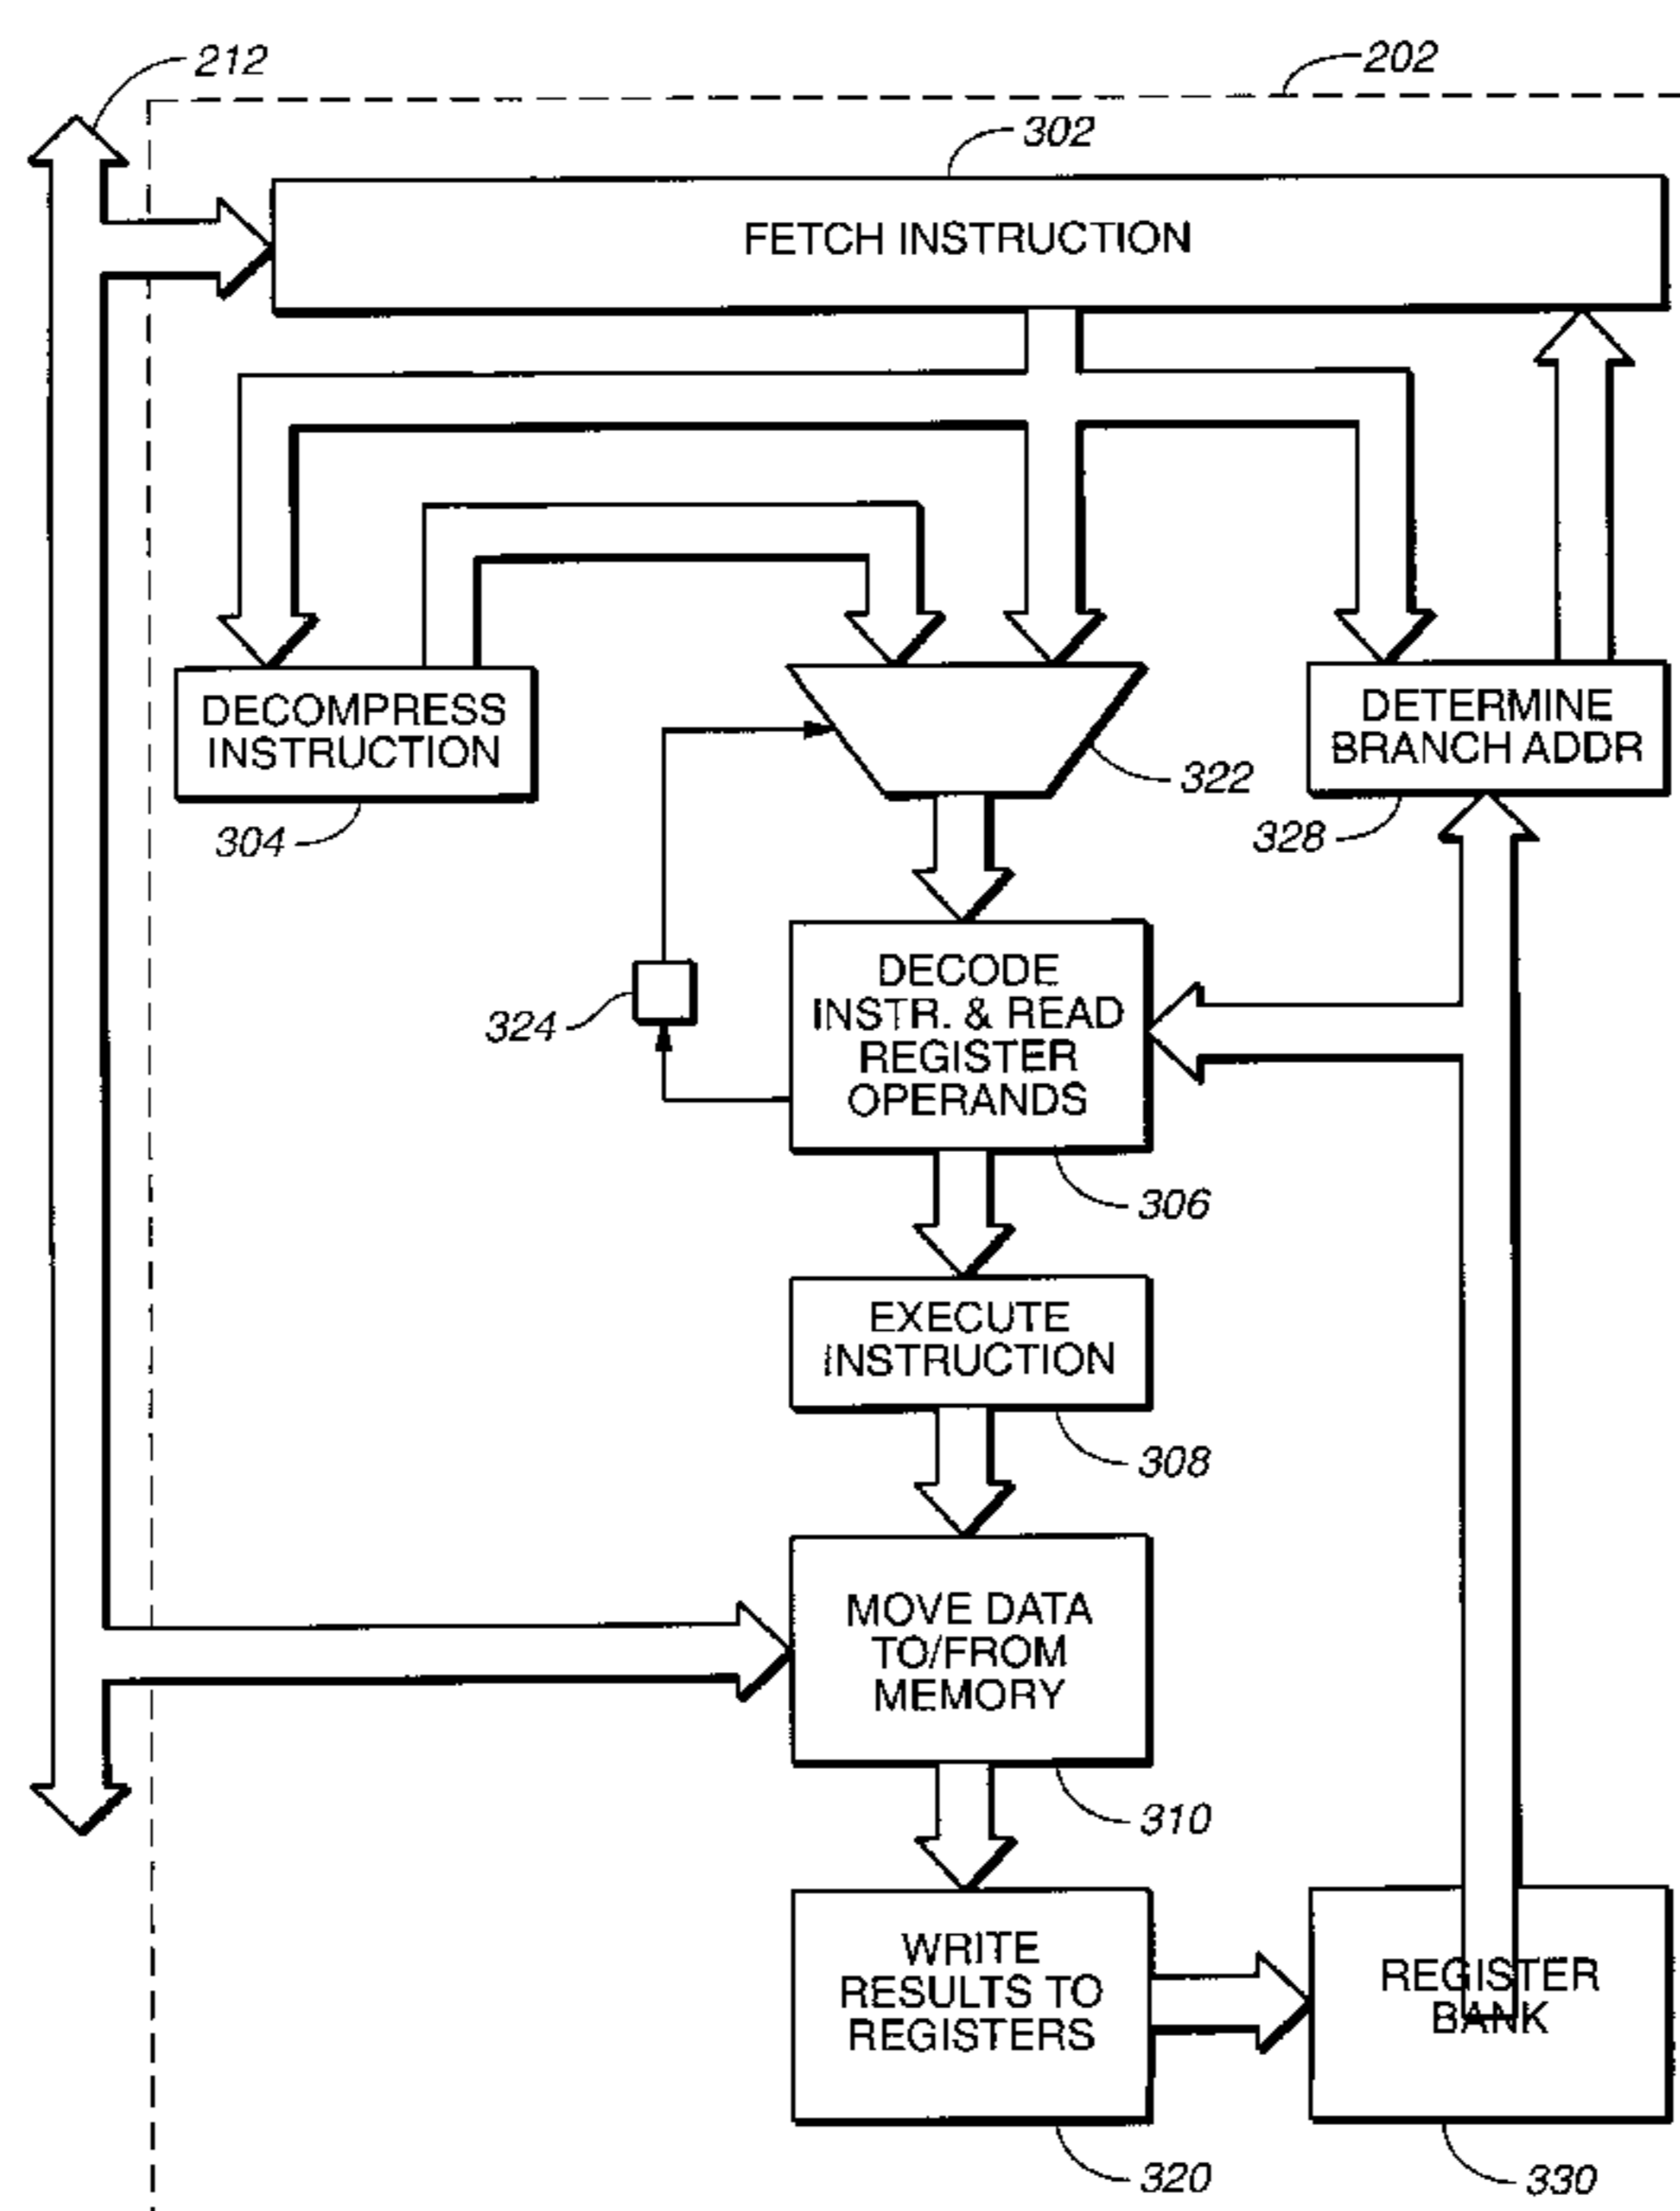 212
202
302
FETCH INSTRUCTION
DECOMPRESS
INSTRUCTION
304
322
DETERMINE
BRANCH ADDR
328
DECODE
INSTR. & READ
REGISTER
OPERANDS
324
306
EXECUTE
INSTRUCTION
308
MOVE DATA
TO/FROM
MEMORY
310
WRITE
RESULTS TO
REGISTERS
320
REGISTER
BANK
330